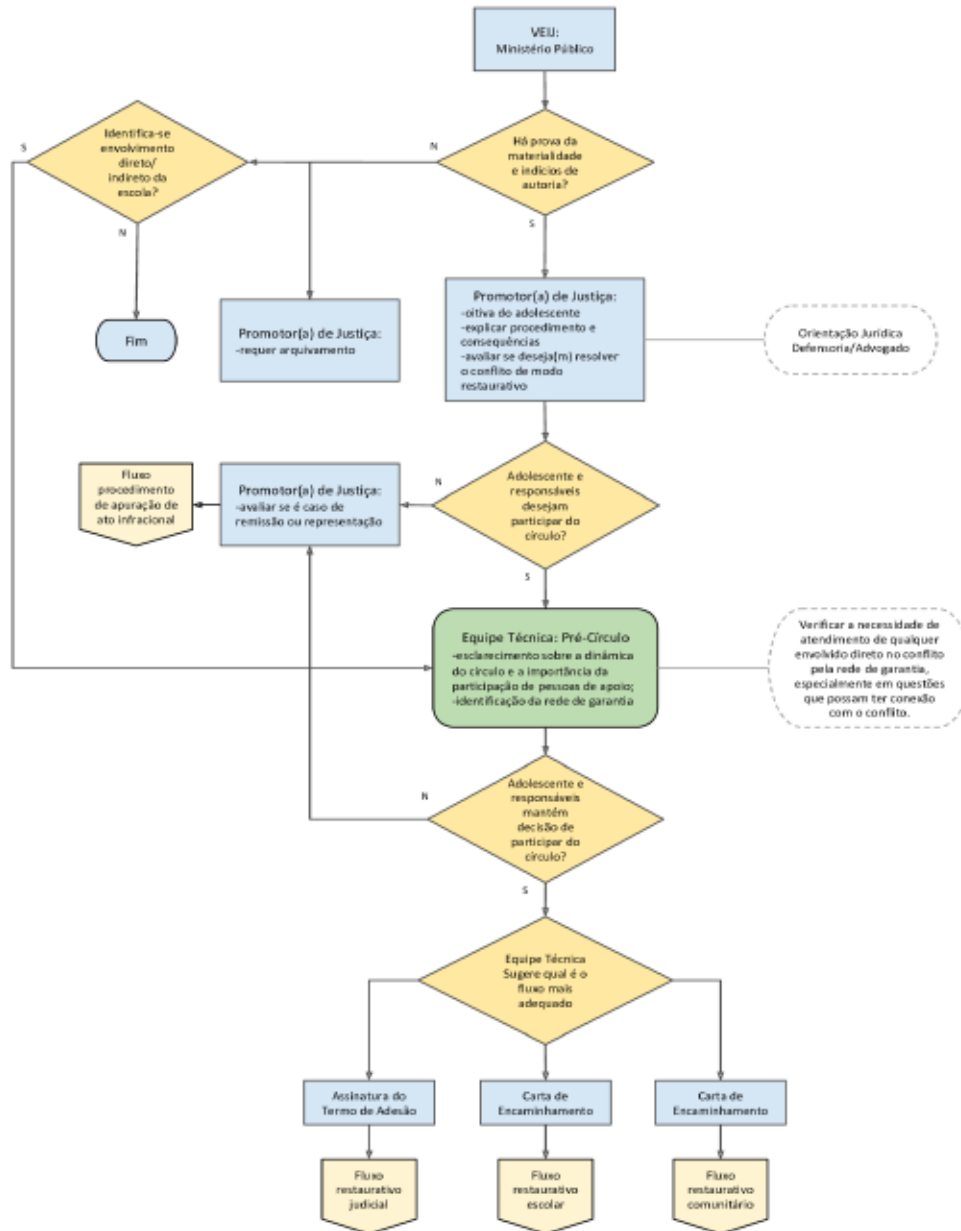 VEIJ:
Ministério Público
Há prova da
materialidade
e indícios de
autoria?
N
S
Identifica-se
envolvimento
direto/
indireto da
escola?
S
N
Fim
Promotor(a) de Justiça:
-requer arquivamento
Promotor(a) de Justiça:
-oitiva do adolescente
-explicar procedimento e
consequências
-avaliar se deseja(m) resolver
o conflito de modo
restaurativo
Orientação Jurídica
Defensoria/Advogado
Fluxo
procedimento
de apuração de
ato infracional
Promotor(a) de Justiça:
-avaliar se é caso de
remissão ou representação
N
Adolescente e
responsáveis
desejam
participar do
círculo?
S
Equipe Técnica: Pré-Círculo
-esclarecimento sobre a dinâmica
do círculo e a importância da
participação de pessoas de apoio;
-identificação da rede de garantia
Verificar a necessidade de
atendimento de qualquer
envolvido direto no conflito
pela rede de garantia,
especialmente em questões
que possam ter conexão
com o conflito.
N
Adolescente e
responsáveis
mantém
decisão de
participar do
círculo?
S
Equipe Técnica
Sugere qual é o
fluxo mais
adequado
Assinatura do
Termo de Adesão
Carta de
Encaminhamento
Carta de
Encaminhamento
Fluxo
restaurativo
judicial
Fluxo
restaurativo
escolar
Fluxo
restaurativo
comunitário